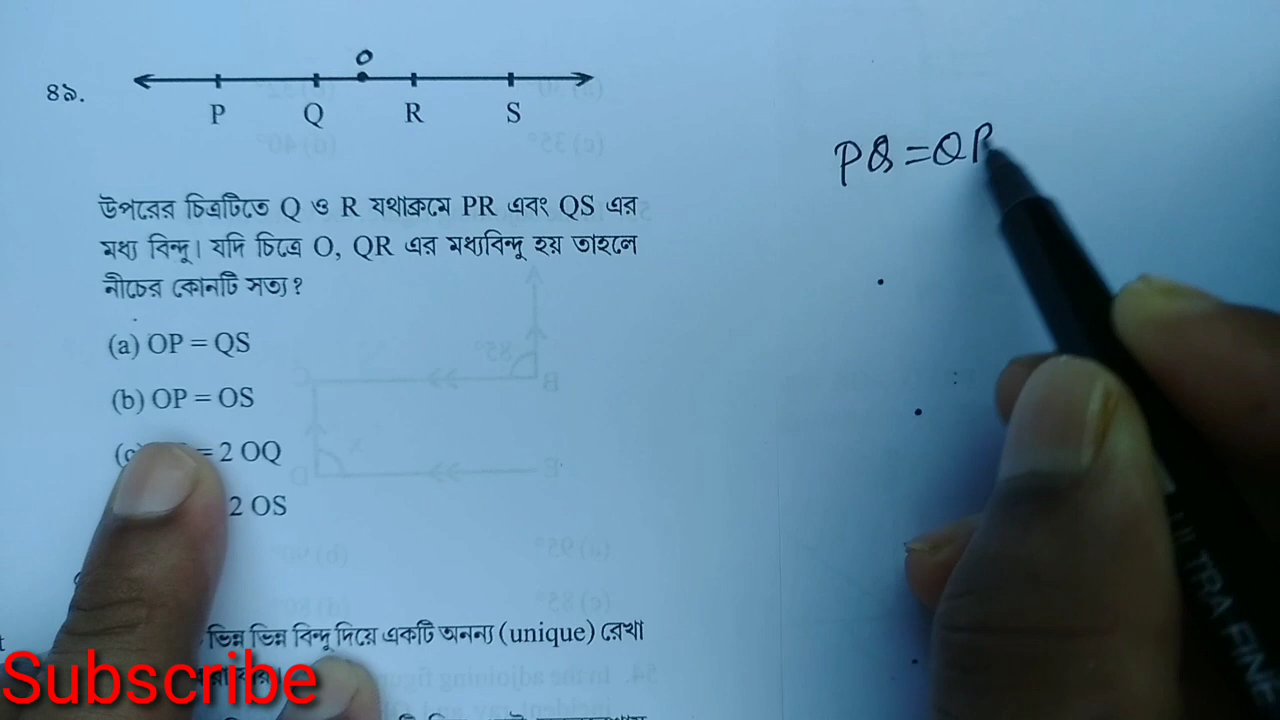 O
৪৯.
P Q R S
PQ = QR
উপরের চিত্রটিতে Q ও R যথাক্রমে PR এবং QS এর
মধ্য বিন্দু। যদি চিত্রে O, QR এর মধ্যবিন্দু হয় তাহলে
নীচের কোনটি সত্য?
(a) OP = QS
(b) OP = OS
= 2 OQ
2 OS
ভিন্ন ভিন্ন বিন্দু দিয়ে একটি অনন্য (unique) রেখা
Subscribe